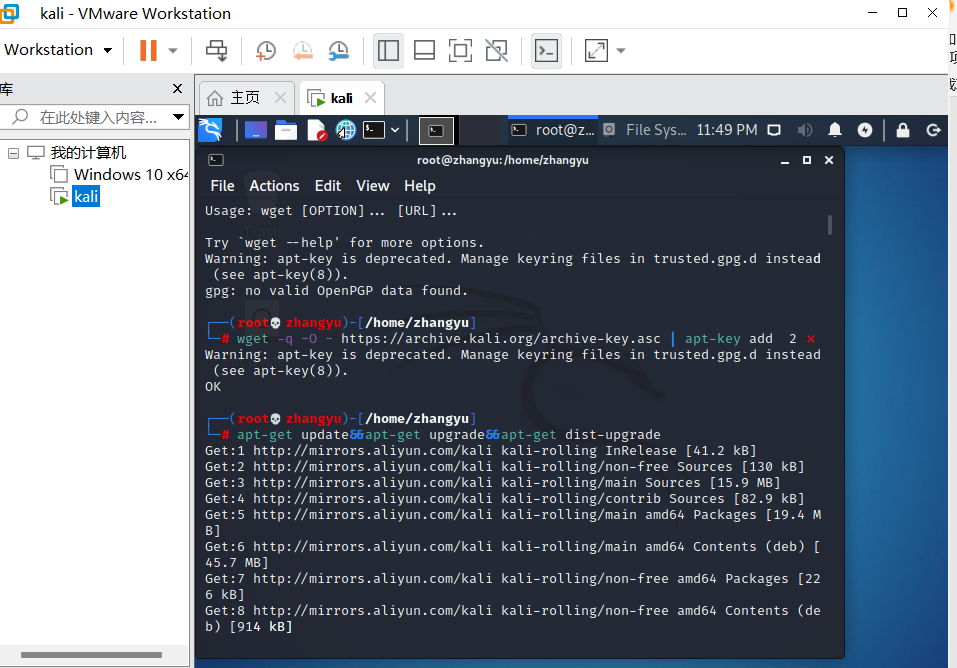 kali - VMware Workstation
Workstation
库
主页
kali
在此处键入内容...
我的计算机
Windows 10 x64
kali
root@z...
File Sys...
11:49 PM
root@zhangyu:/home/zhangyu
File Actions Edit View Help
Usage: wget [OPTION]... [URL]...
Try `wget --help' for more options.
Warning: apt-key is deprecated. Manage keyring files in trusted.gpg.d instead
(see apt-key(8)).
gpg: no valid OpenPGP data found.
(root💀zhangyu)-[/home/zhangyu]
# wget -q -O - https://archive.kali.org/archive-key.asc | apt-key add 2 ⨯
Warning: apt-key is deprecated. Manage keyring files in trusted.gpg.d instead
(see apt-key(8)).
OK
(root💀zhangyu)-[/home/zhangyu]
# apt-get update&&apt-get upgrade&&apt-get dist-upgrade
Get:1 http://mirrors.aliyun.com/kali kali-rolling InRelease [41.2 kB]
Get:2 http://mirrors.aliyun.com/kali kali-rolling/non-free Sources [130 kB]
Get:3 http://mirrors.aliyun.com/kali kali-rolling/main Sources [15.9 MB]
Get:4 http://mirrors.aliyun.com/kali kali-rolling/contrib Sources [82.9 kB]
Get:5 http://mirrors.aliyun.com/kali kali-rolling/main amd64 Packages [19.4 M
B]
Get:6 http://mirrors.aliyun.com/kali kali-rolling/main amd64 Contents (deb) [
45.7 MB]
Get:7 http://mirrors.aliyun.com/kali kali-rolling/non-free amd64 Packages [22
6 kB]
Get:8 http://mirrors.aliyun.com/kali kali-rolling/non-free amd64 Contents (de
b) [914 kB]